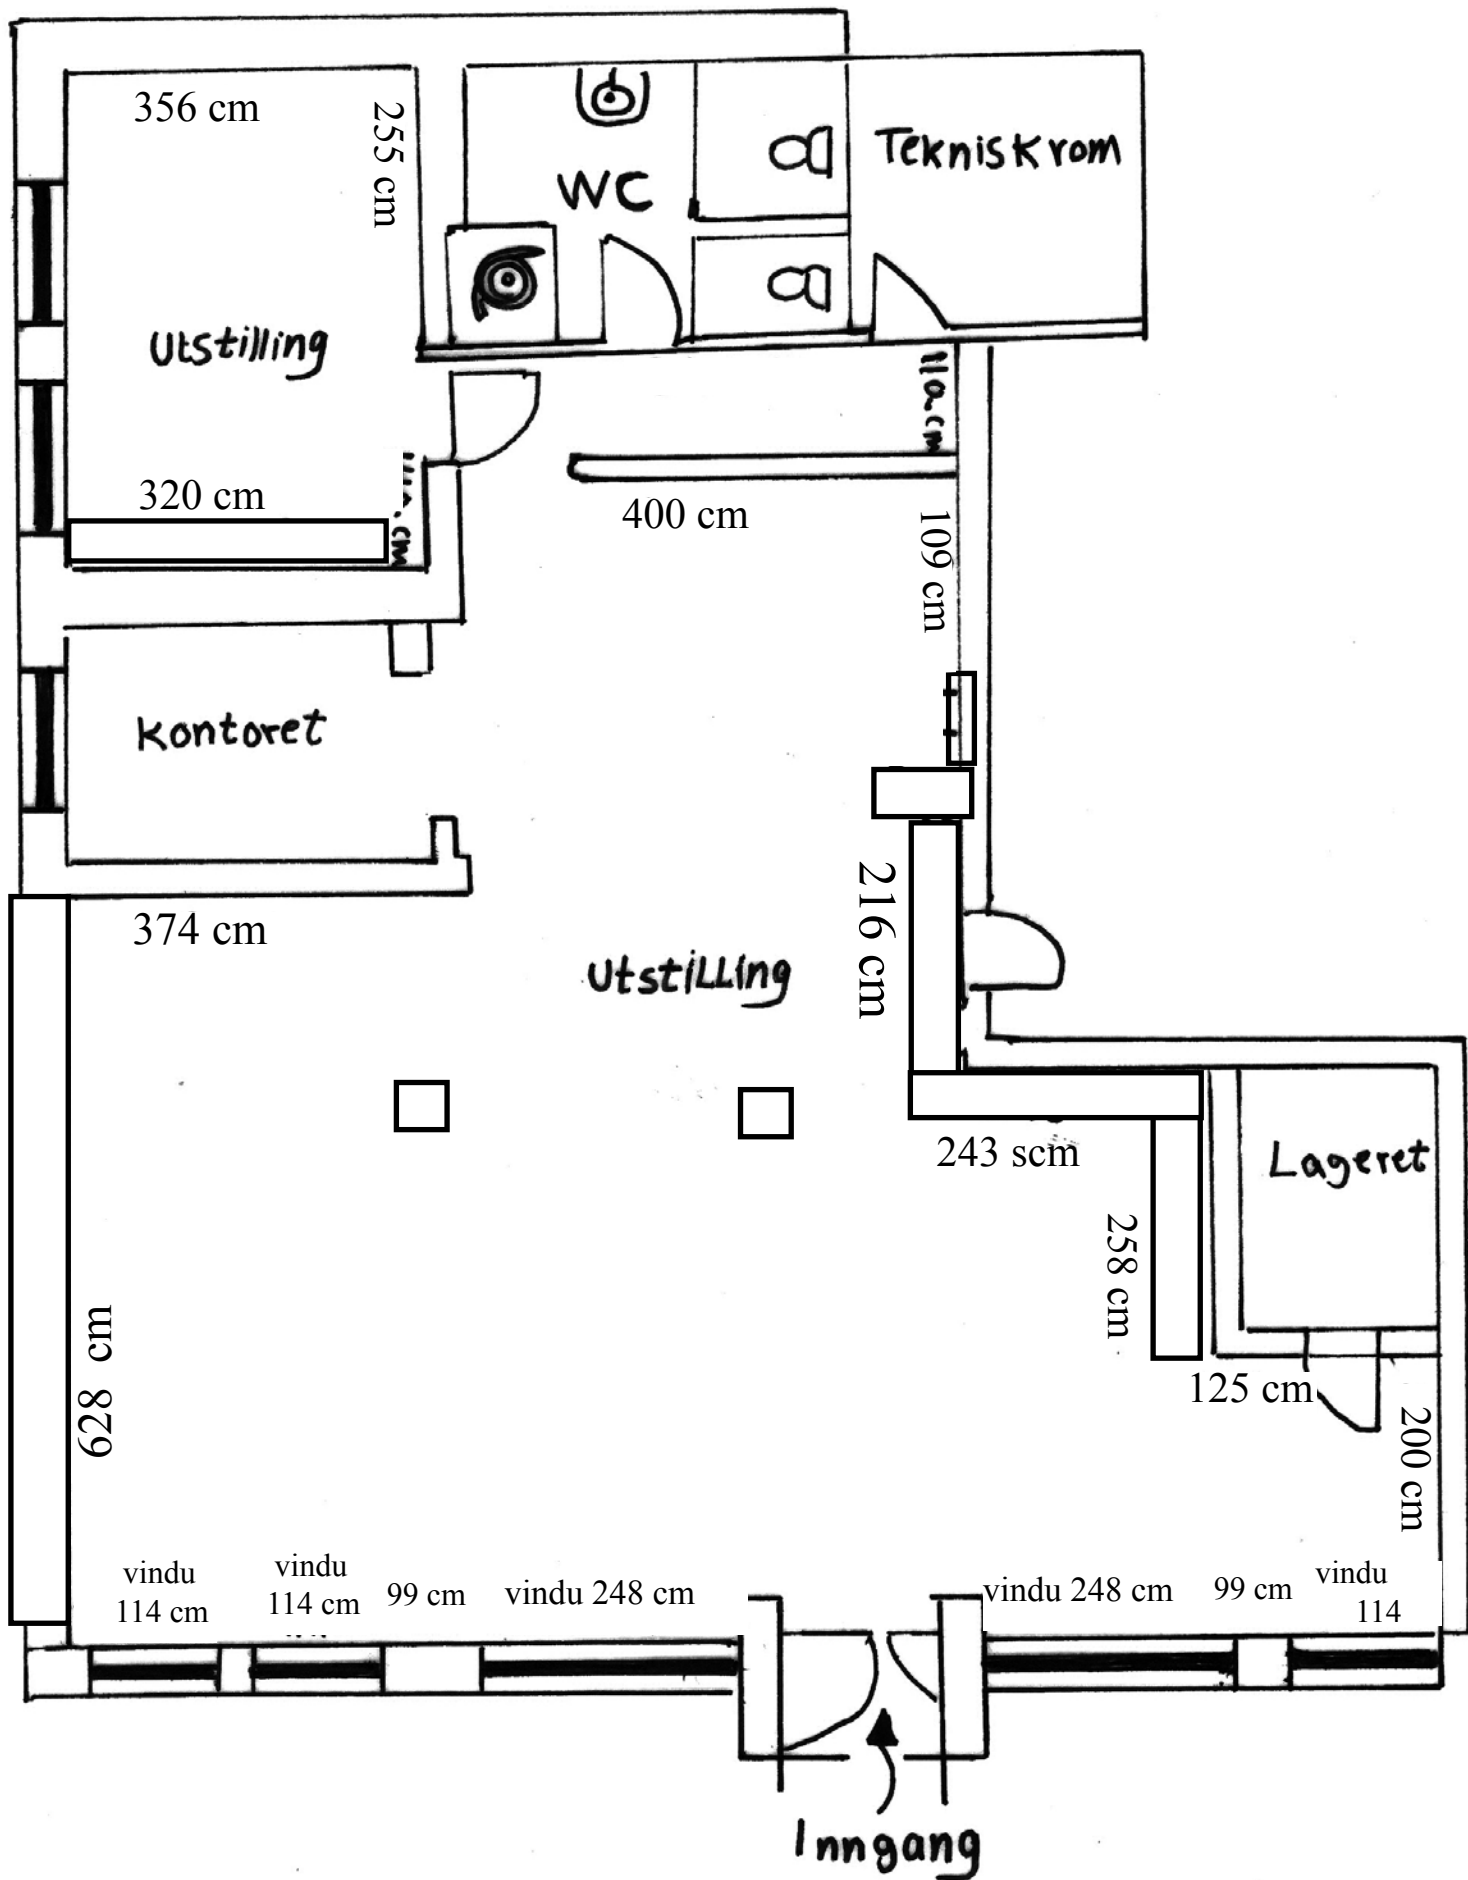 356 cm
255 cm
WC
Teknisk rom
Utstilling
110.cm
320 cm
400 cm
109 cm
Kontoret
216 cm
374 cm
Utstilling
243 scm
Lageret
258 cm
628 cm
125 cm
200 cm
vindu
114 cm
vindu
114 cm
99 cm
vindu 248 cm
vindu 248 cm
99 cm
vindu
114
Inngang